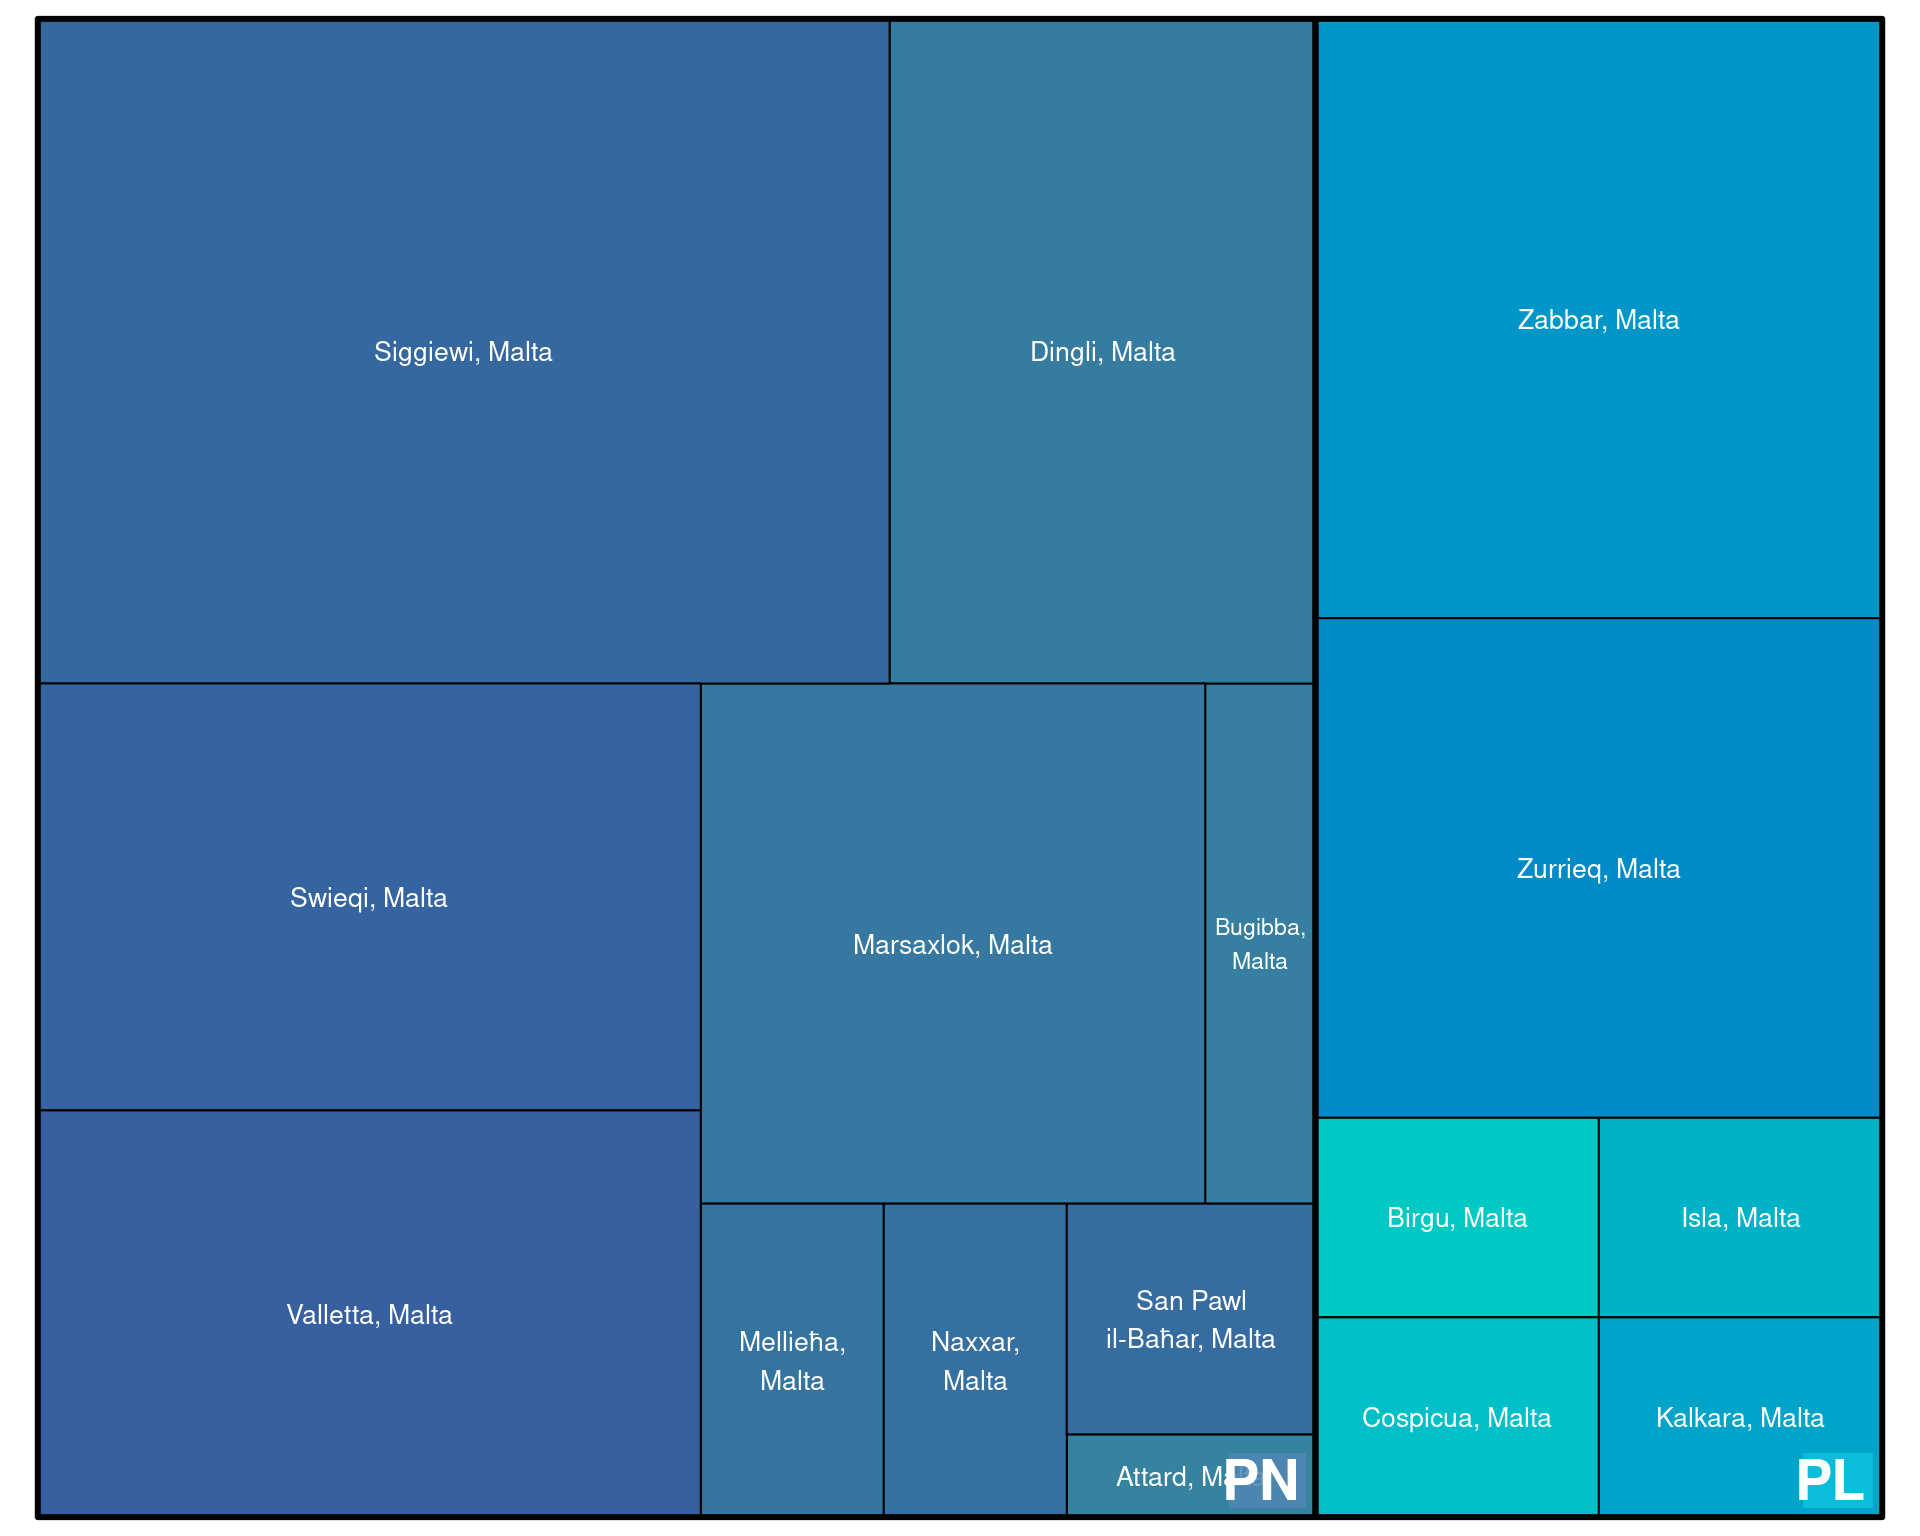 Siggiewi, Malta
Dingli, Malta
Zabbar, Malta
Zurrieq, Malta
Swieqi, Malta
Marsaxlok, Malta
Bugibba,
Malta
Valletta, Malta
Mellieħa,
Malta
Naxxar,
Malta
San Pawl
il-Baħar, Malta
Attard,
PN
Birgu, Malta
Isla, Malta
Cospicua, Malta
Kalkara, Malta
PL